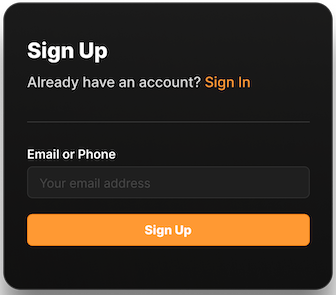 Sign Up
Already have an account? Sign In
Email or Phone
Your email address
Sign Up